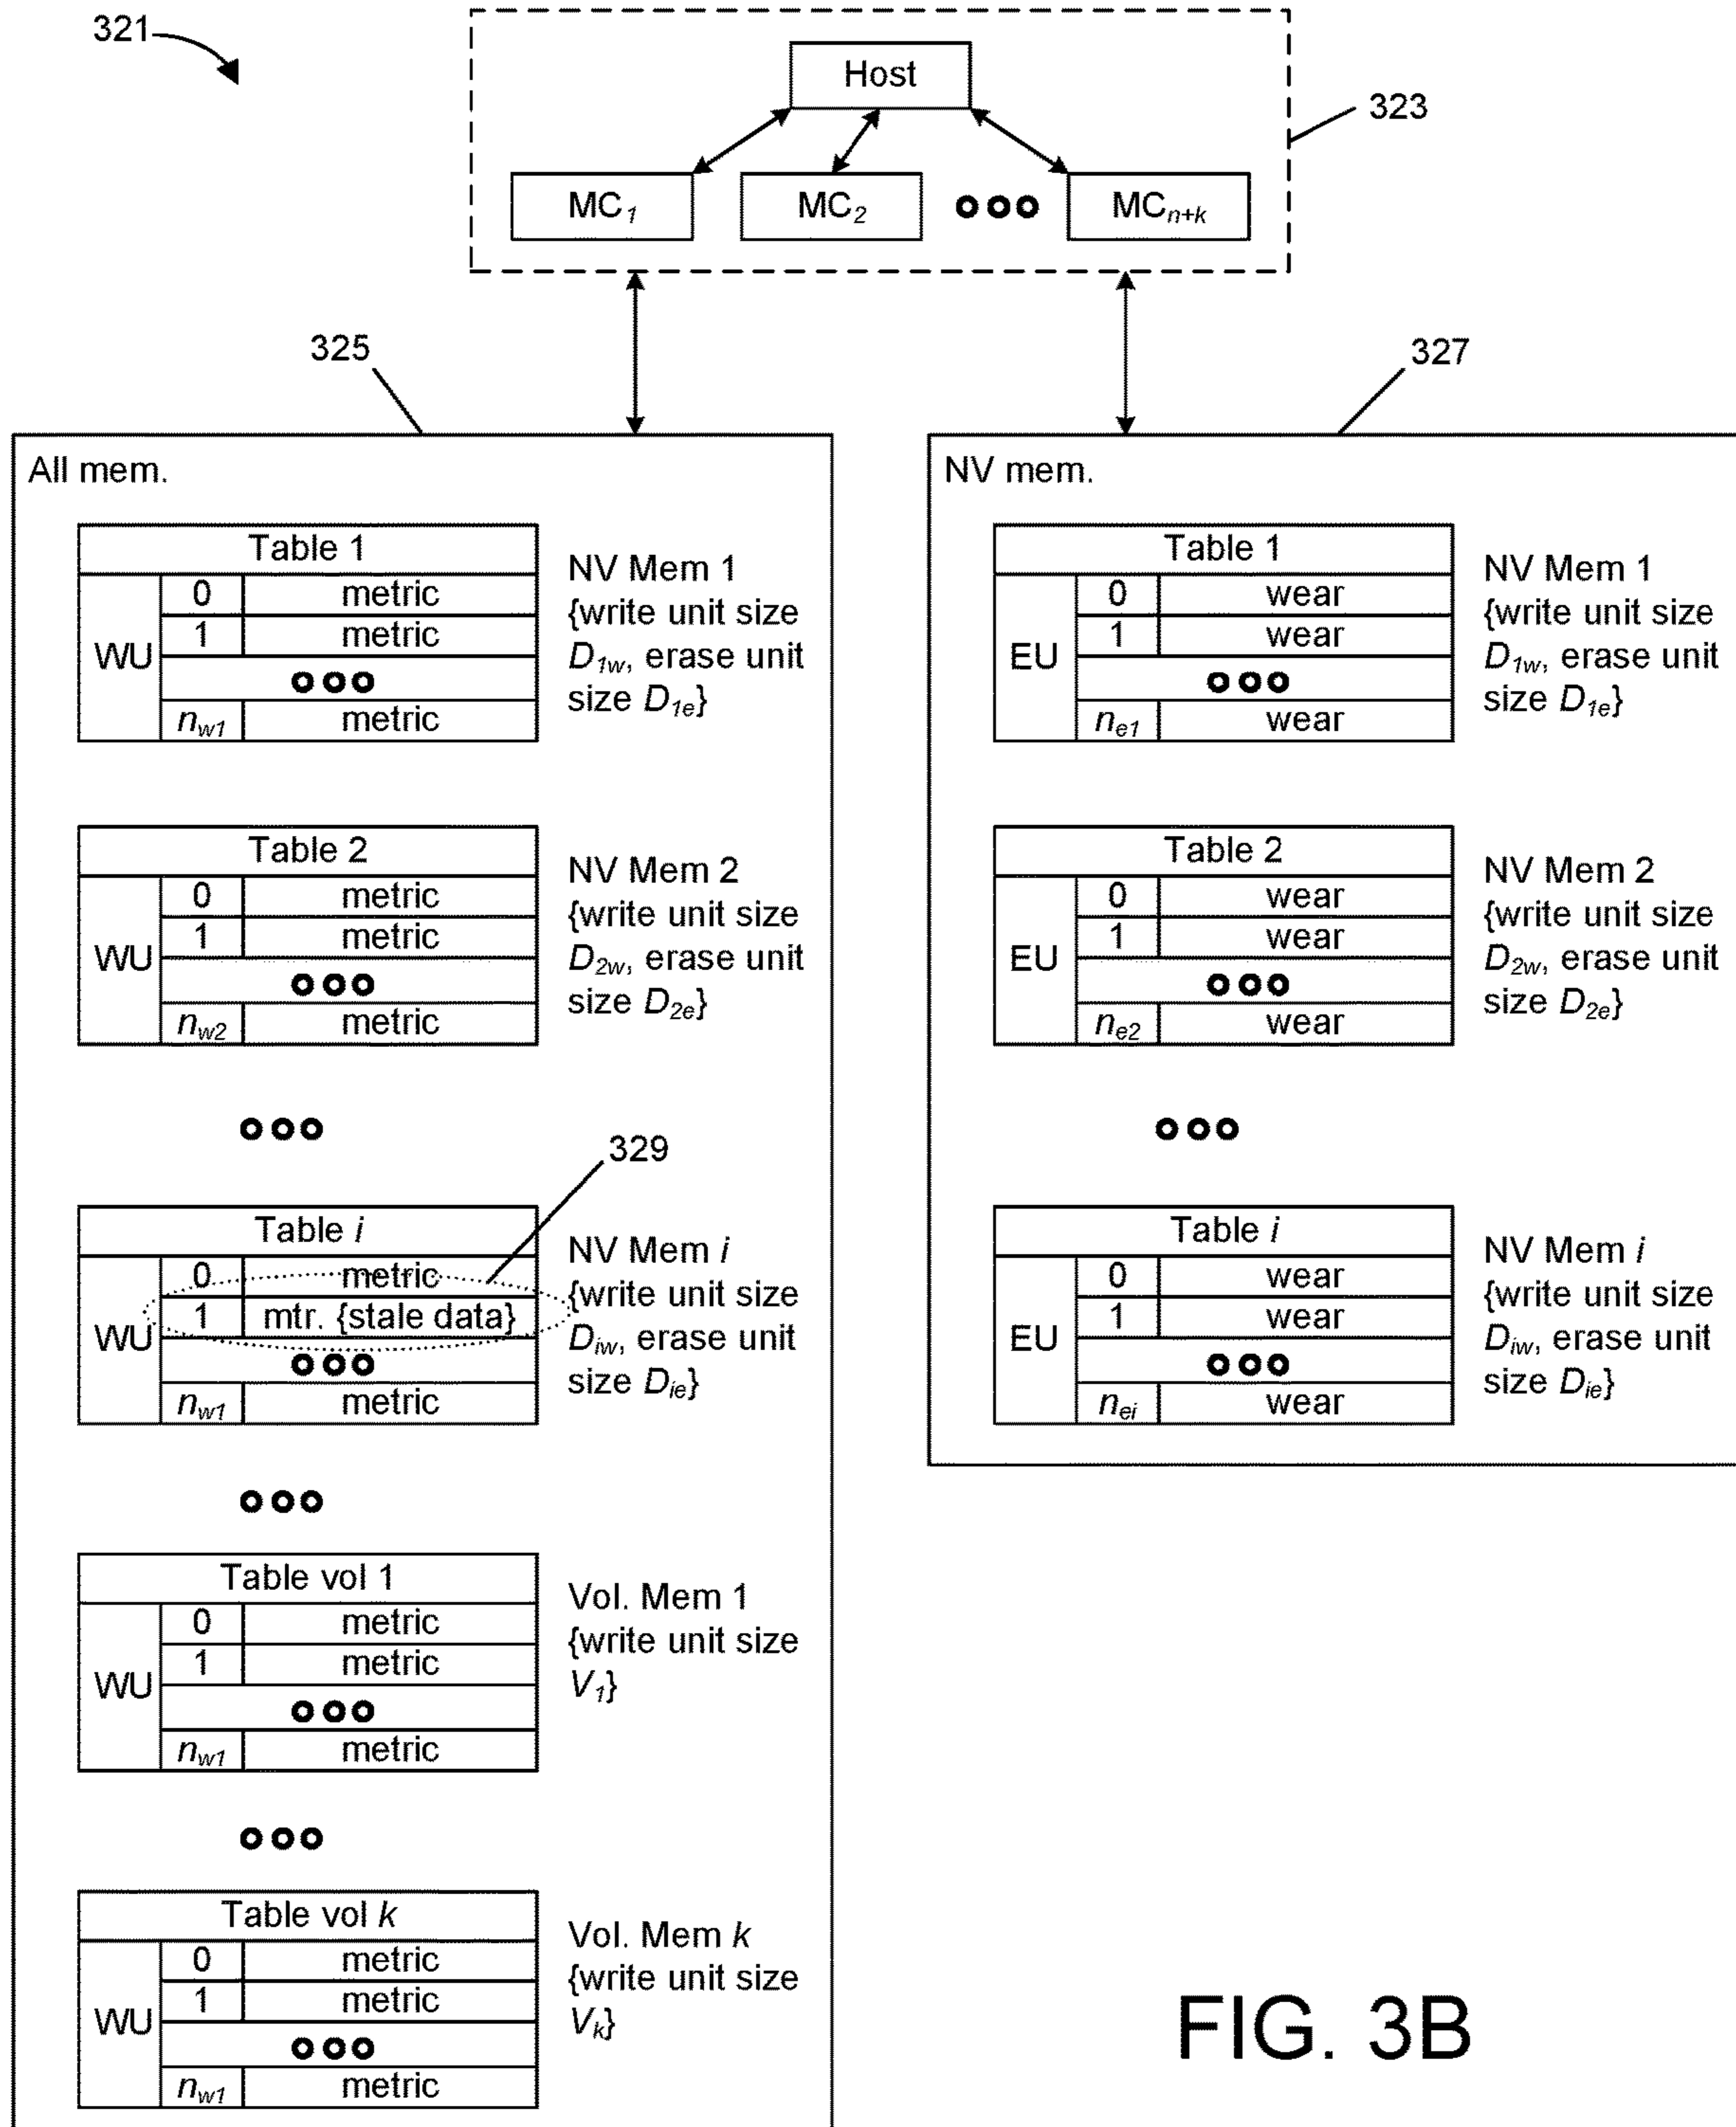 321
Host
323
MC1
MC2
MCn+k
325
327
All mem.
Table 1
WU
0 metric
1 metric
nw1 metric
NV Mem 1
{write unit size
D1w, erase unit
size D1e}
Table 2
WU
0 metric
1 metric
nw2 metric
NV Mem 2
{write unit size
D2w, erase unit
size D2e}
329
Table i
WU
0 metric
1 mtr. {stale data}
nw1 metric
NV Mem i
{write unit size
Diw, erase unit
size Die}
Table vol 1
WU
0 metric
1 metric
nw1 metric
Vol. Mem 1
{write unit size
V1}
Table vol k
WU
0 metric
1 metric
nw1 metric
Vol. Mem k
{write unit size
Vk}
NV mem.
Table 1
EU
0 wear
1 wear
ne1 wear
NV Mem 1
{write unit size
D1w, erase unit
size D1e}
Table 2
EU
0 wear
1 wear
ne2 wear
NV Mem 2
{write unit size
D2w, erase unit
size D2e}
Table i
EU
0 wear
1 wear
nei wear
NV Mem i
{write unit size
Diw, erase unit
size Die}
FIG. 3B